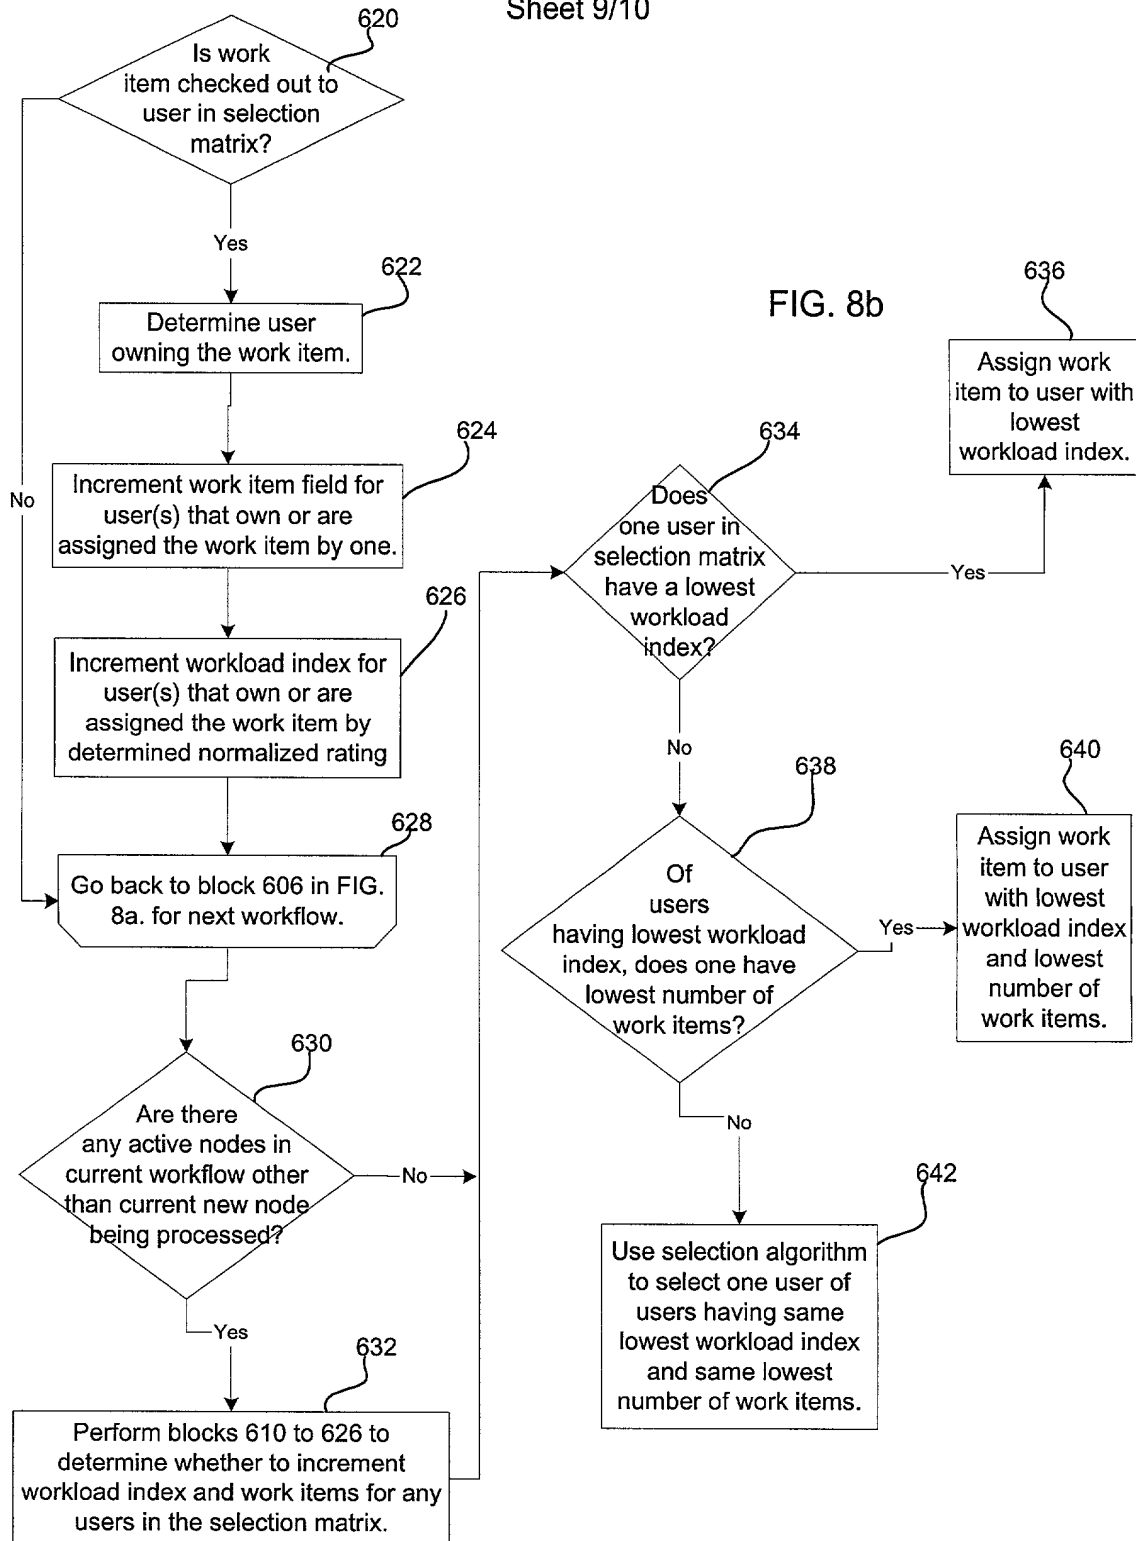 Sheet 9/10
620
Is work
item checked out to
user in selection
matrix?
Yes
No
622
Determine user
owning the work item.
624
Increment work item field for
user(s) that own or are
assigned the work item by one.
626
Increment workload index for
user(s) that own or are
assigned the work item by
determined normalized rating
628
Go back to block 606 in FIG.
8a. for next workflow.
630
Are there
any active nodes in
current workflow other
than current new node
being processed?
No
Yes
632
Perform blocks 610 to 626 to
determine whether to increment
workload index and work items for any
users in the selection matrix.
FIG. 8b
634
Does
one user in
selection matrix
have a lowest
workload
index?
Yes
636
Assign work
item to user with
lowest
workload index.
No
638
Of
users
having lowest workload
index, does one have
lowest number of
work items?
Yes
640
Assign work
item to user
with lowest
workload index
and lowest
number of
work items.
No
642
Use selection algorithm
to select one user of
users having same
lowest workload index
and same lowest
number of work items.